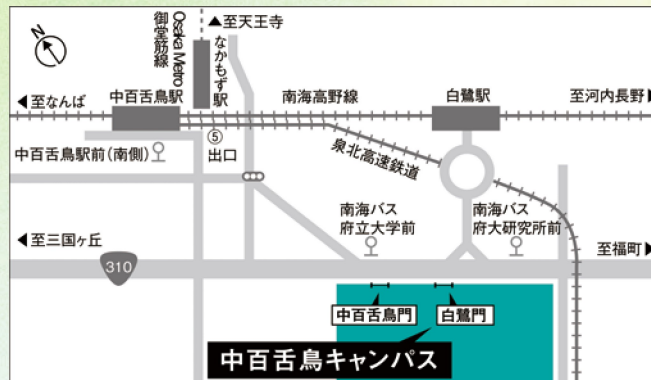 ▲至天王寺
Osaka Metro
御堂筋線
なかもず駅
◀至なんば
中百舌鳥駅
南海高野線
白鷺駅
至河内長野▶
⑤
出口
中百舌鳥駅前(南側)
泉北高速鉄道
南海バス
府立大学前
南海バス
府大研究所前
◀至三国ヶ丘
至福町▶
310
中百舌鳥門
白鷺門
中百舌鳥キャンパス